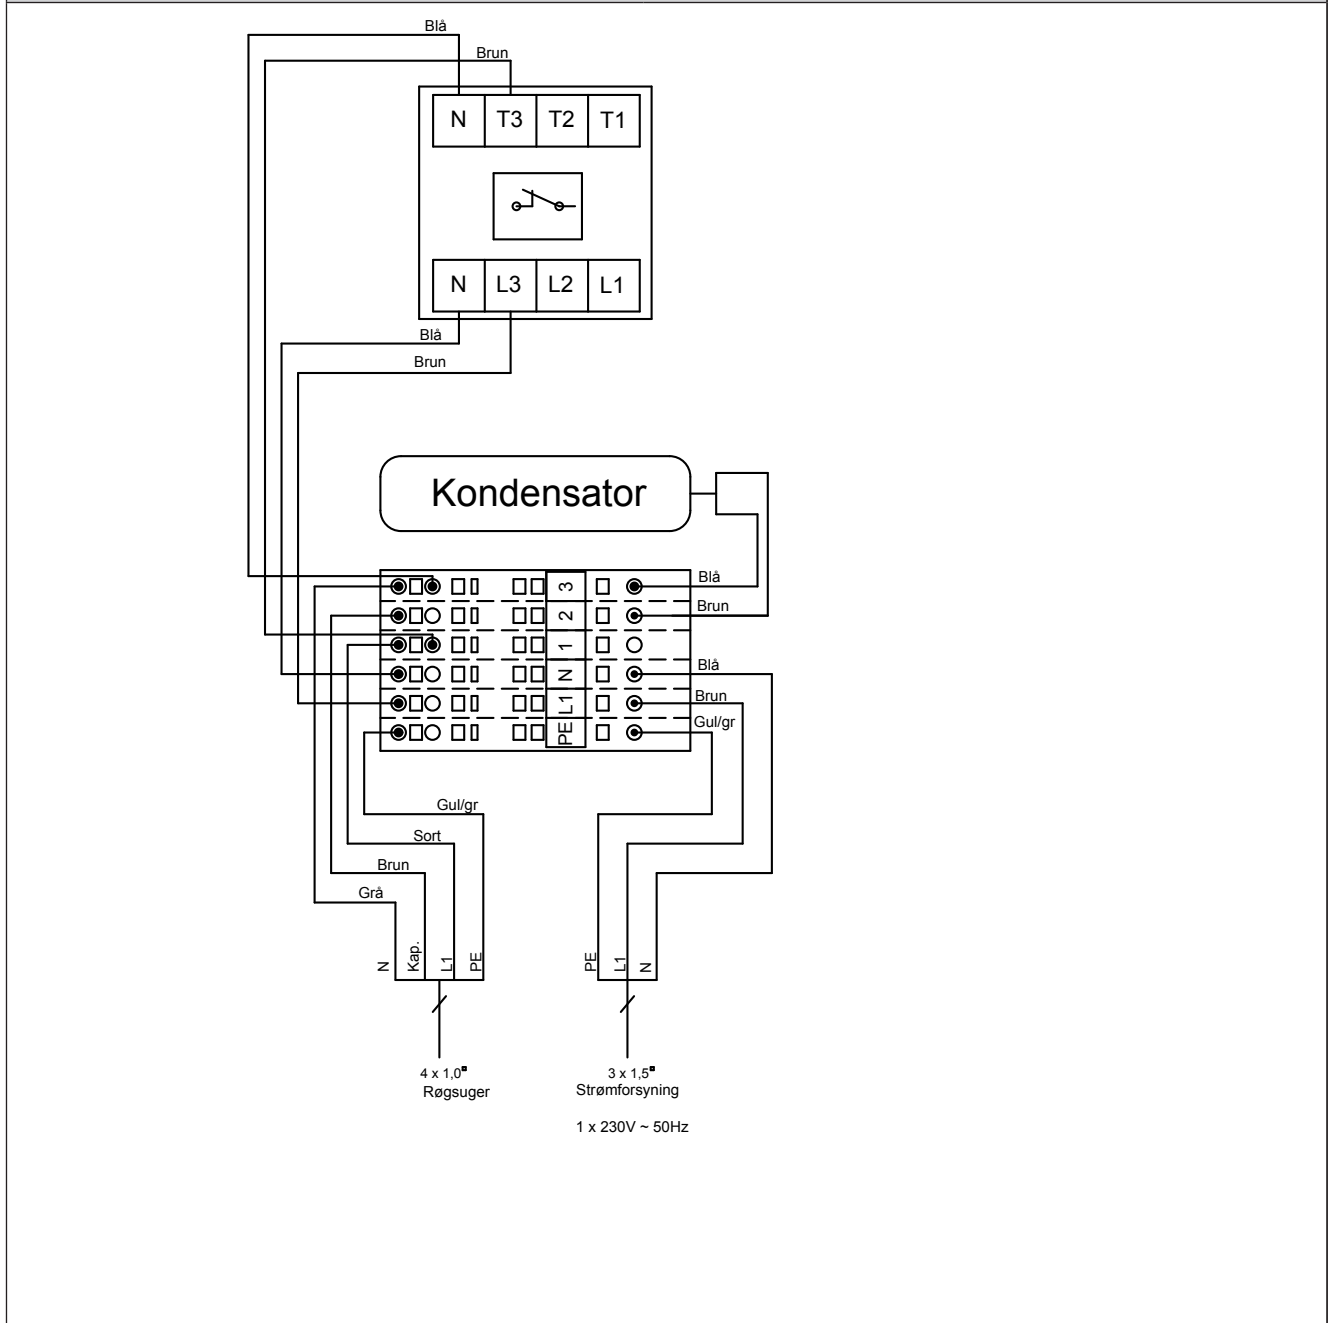 Blå
Brun
N T3 T2 T1
N L3 L2 L1
Blå
Brun
Kondensator
3 Blå
2 Brun
1
N Blå
L1 Brun
PE Gul/gr
Gul/gr
Sort
Brun
Grå
N Kap. L1 PE
PE L1 N
4 x 1,0¤
Røgsuger
3 x 1,5¤
Strømforsyning
1 x 230V ~ 50Hz